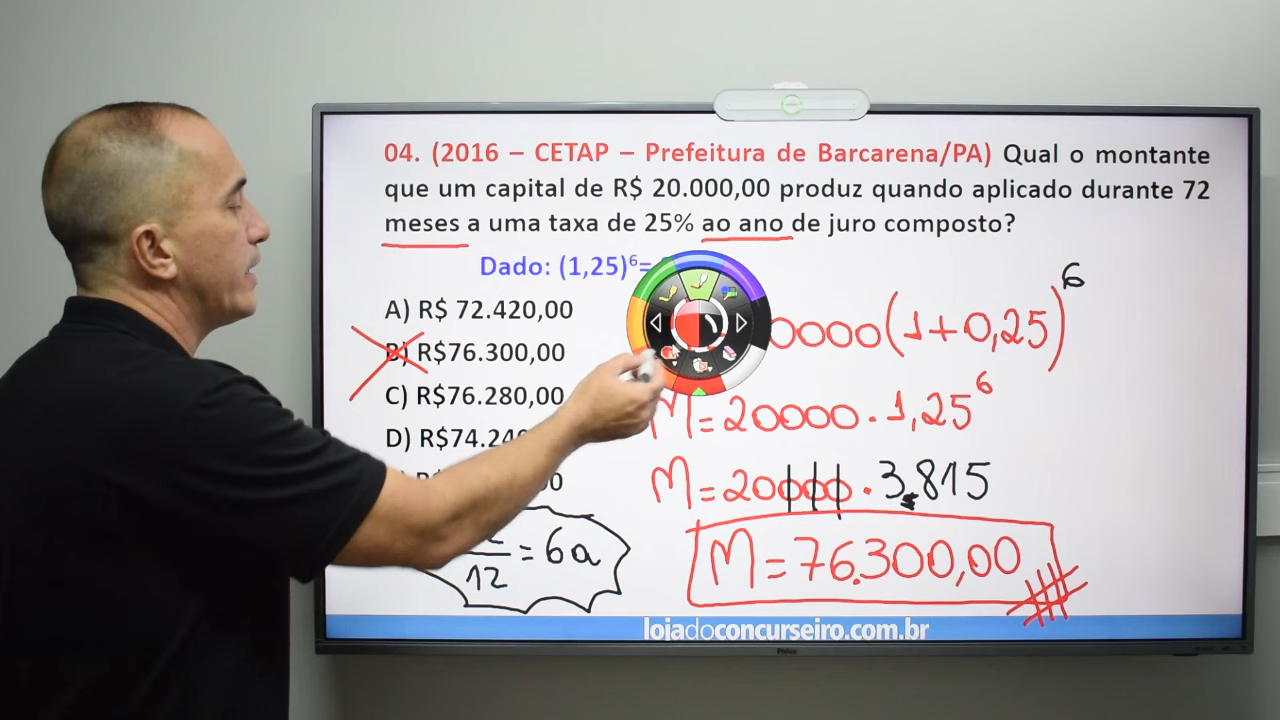 04. (2016 – CETAP – Prefeitura de Barcarena/PA) Qual o montante
que um capital de R$ 20.000,00 produz quando aplicado durante 72
meses a uma taxa de 25% ao ano de juro composto?
Dado: (1,25)⁶=
A) R$ 72.420,00
B) R$76.300,00
C) R$76.280,00
D) R$74.24
00
12 = 6a
0000(1+0,25)⁶
M=20000.1,25⁶
M=20000.3,815
M=76.300,00
lojadoconcurseiro.com.br
Philco